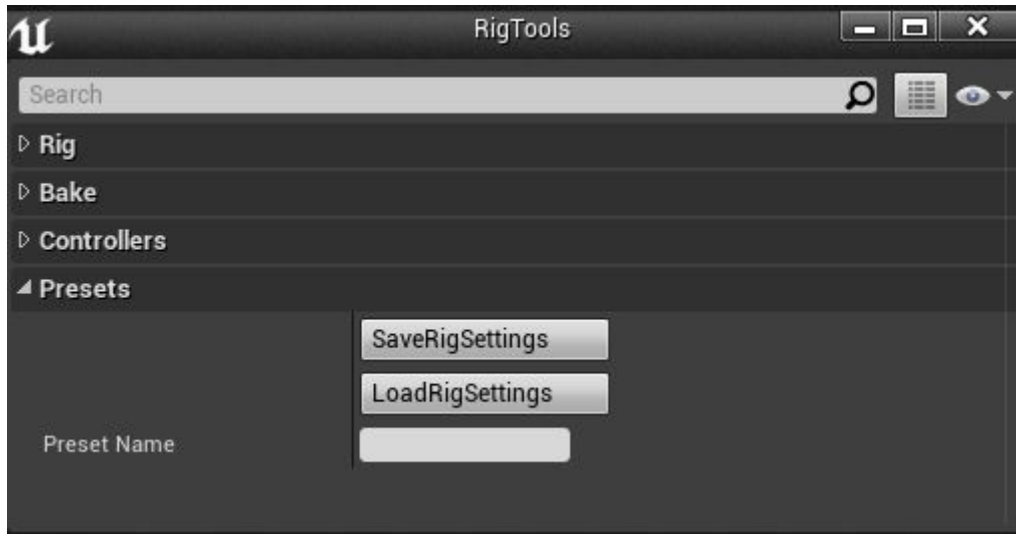 RigTools
Search
Rig
Bake
Controllers
Presets
SaveRigSettings
LoadRigSettings
Preset Name